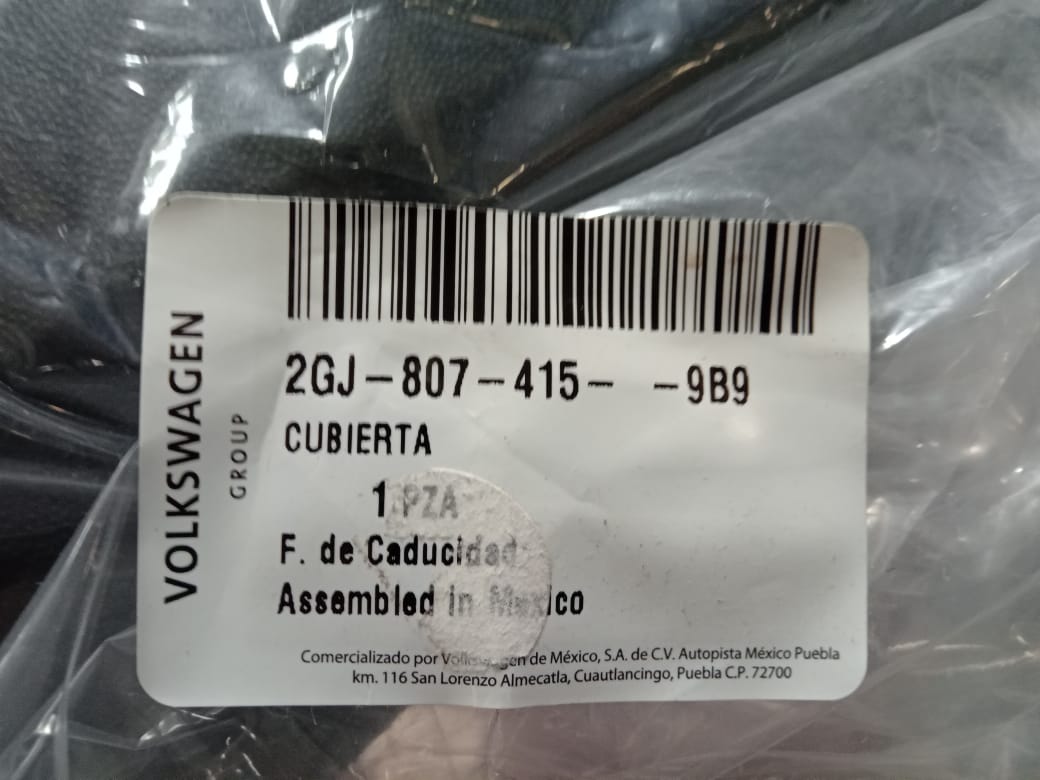 VOLKSWAGEN
GROUP
2GJ-807-415- -9B9
CUBIERTA
1 PZA
F. de Caducidad
Assembled in Mexico
Comercializado por Volkswagen de México, S.A. de C.V. Autopista México Puebla
km. 116 San Lorenzo Almecatla, Cuautlancingo, Puebla C.P. 72700